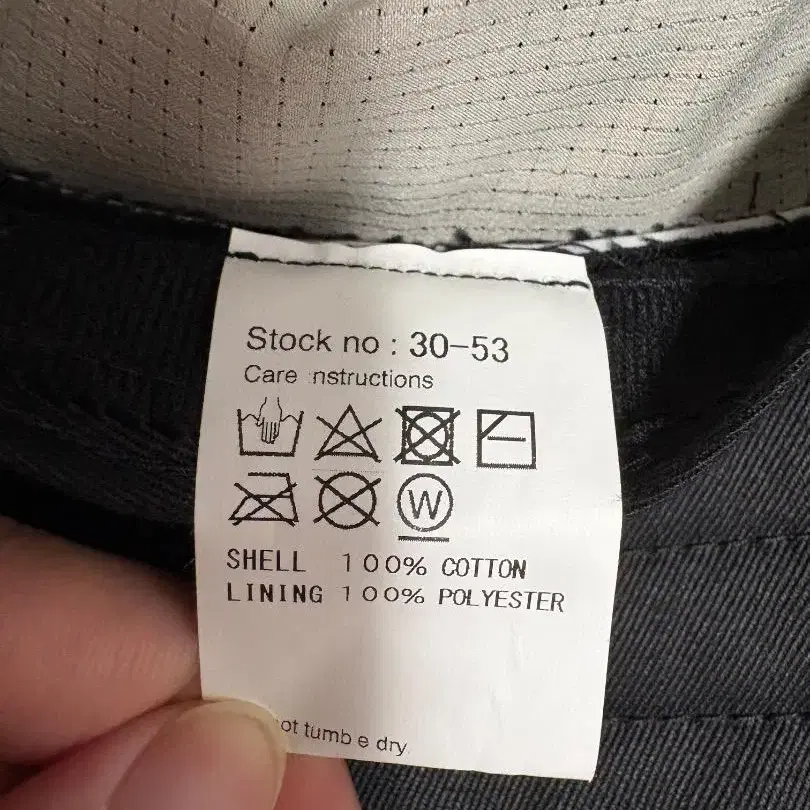 Stock no : 30-53
Care nstructions
W
SHELL 100% COTTON
LINING 100% POLYESTER
ot tumb e dry